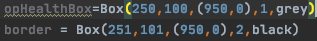 opHealthBox=Box(250,100,(950,0),1,grey)
border = Box(251,101,(950,0),2,black)